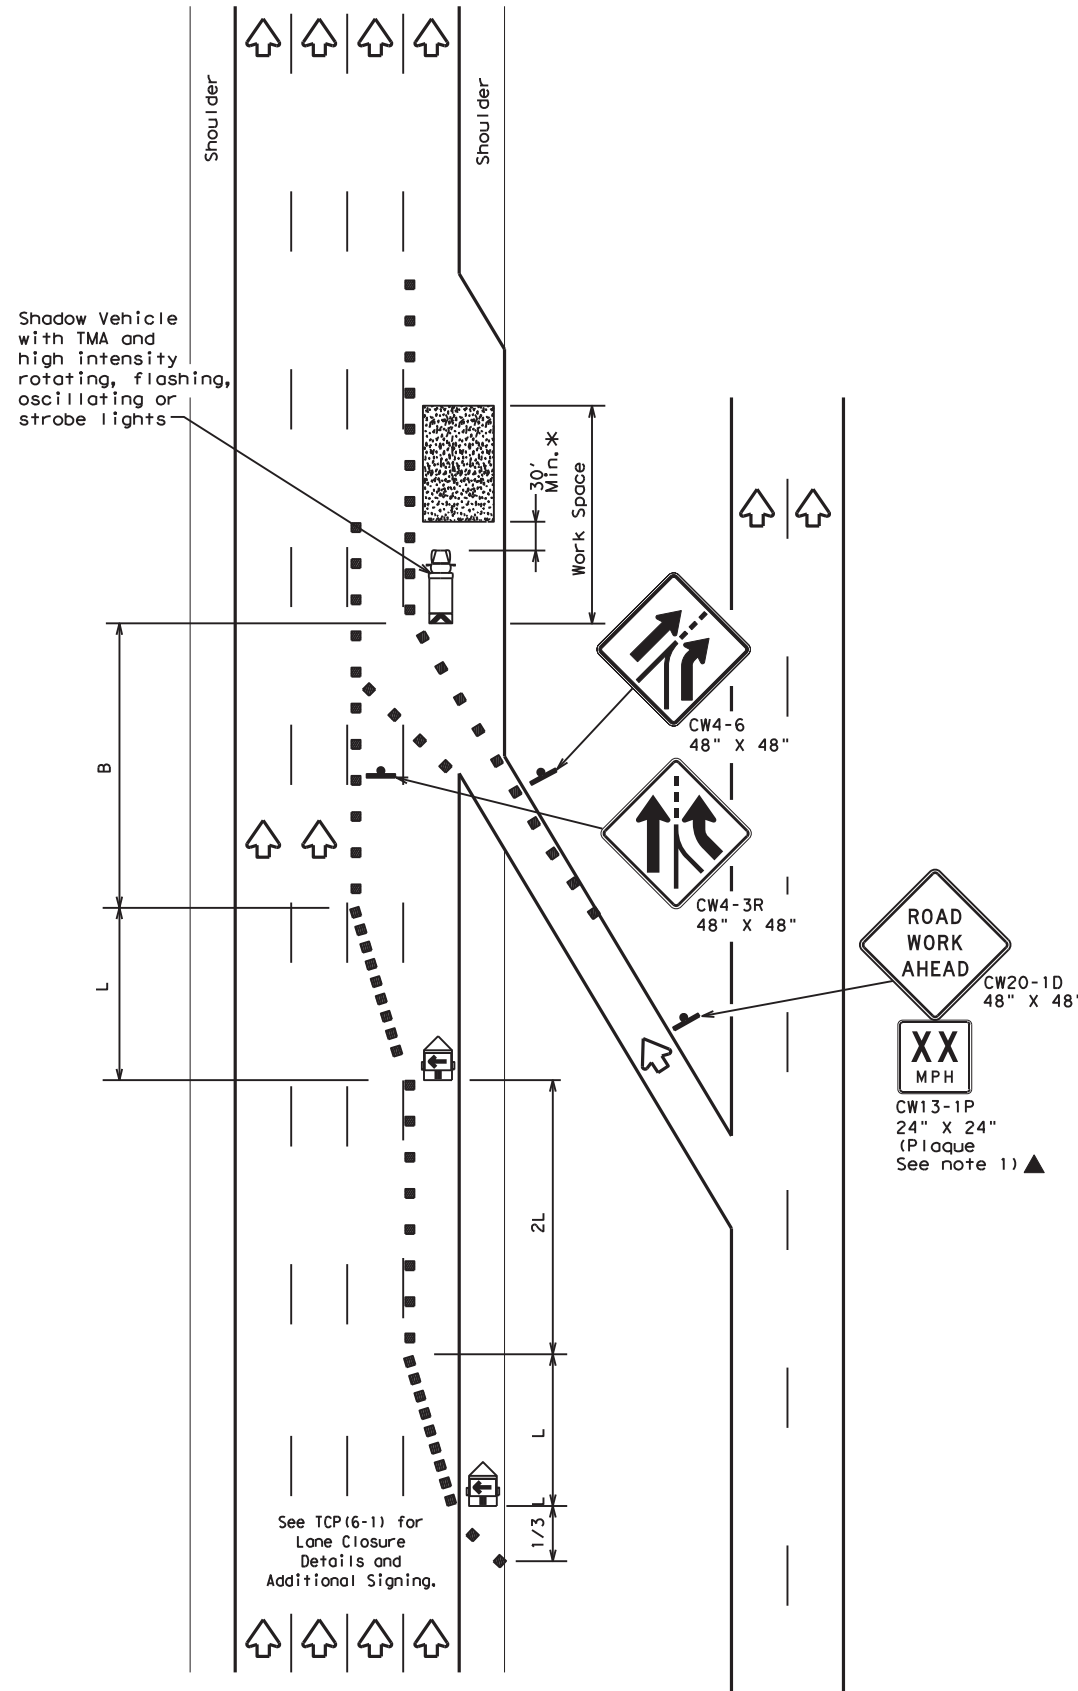 Shoulder
Shoulder
Shadow Vehicle
with TMA and
high intensity
rotating, flashing,
oscillating or
strobe lights
30'
Min.*
Work Space
CW4-6
48" X 48"
B
CW4-3R
48" X 48"
ROAD
WORK
AHEAD
CW20-1D
48" X 48"
L
XX
MPH
CW13-1P
24" X 24"
(Plaque
See note 1)▲
2L
L
1/3 L
See TCP(6-1) for
Lane Closure
Details and
Additional Signing.